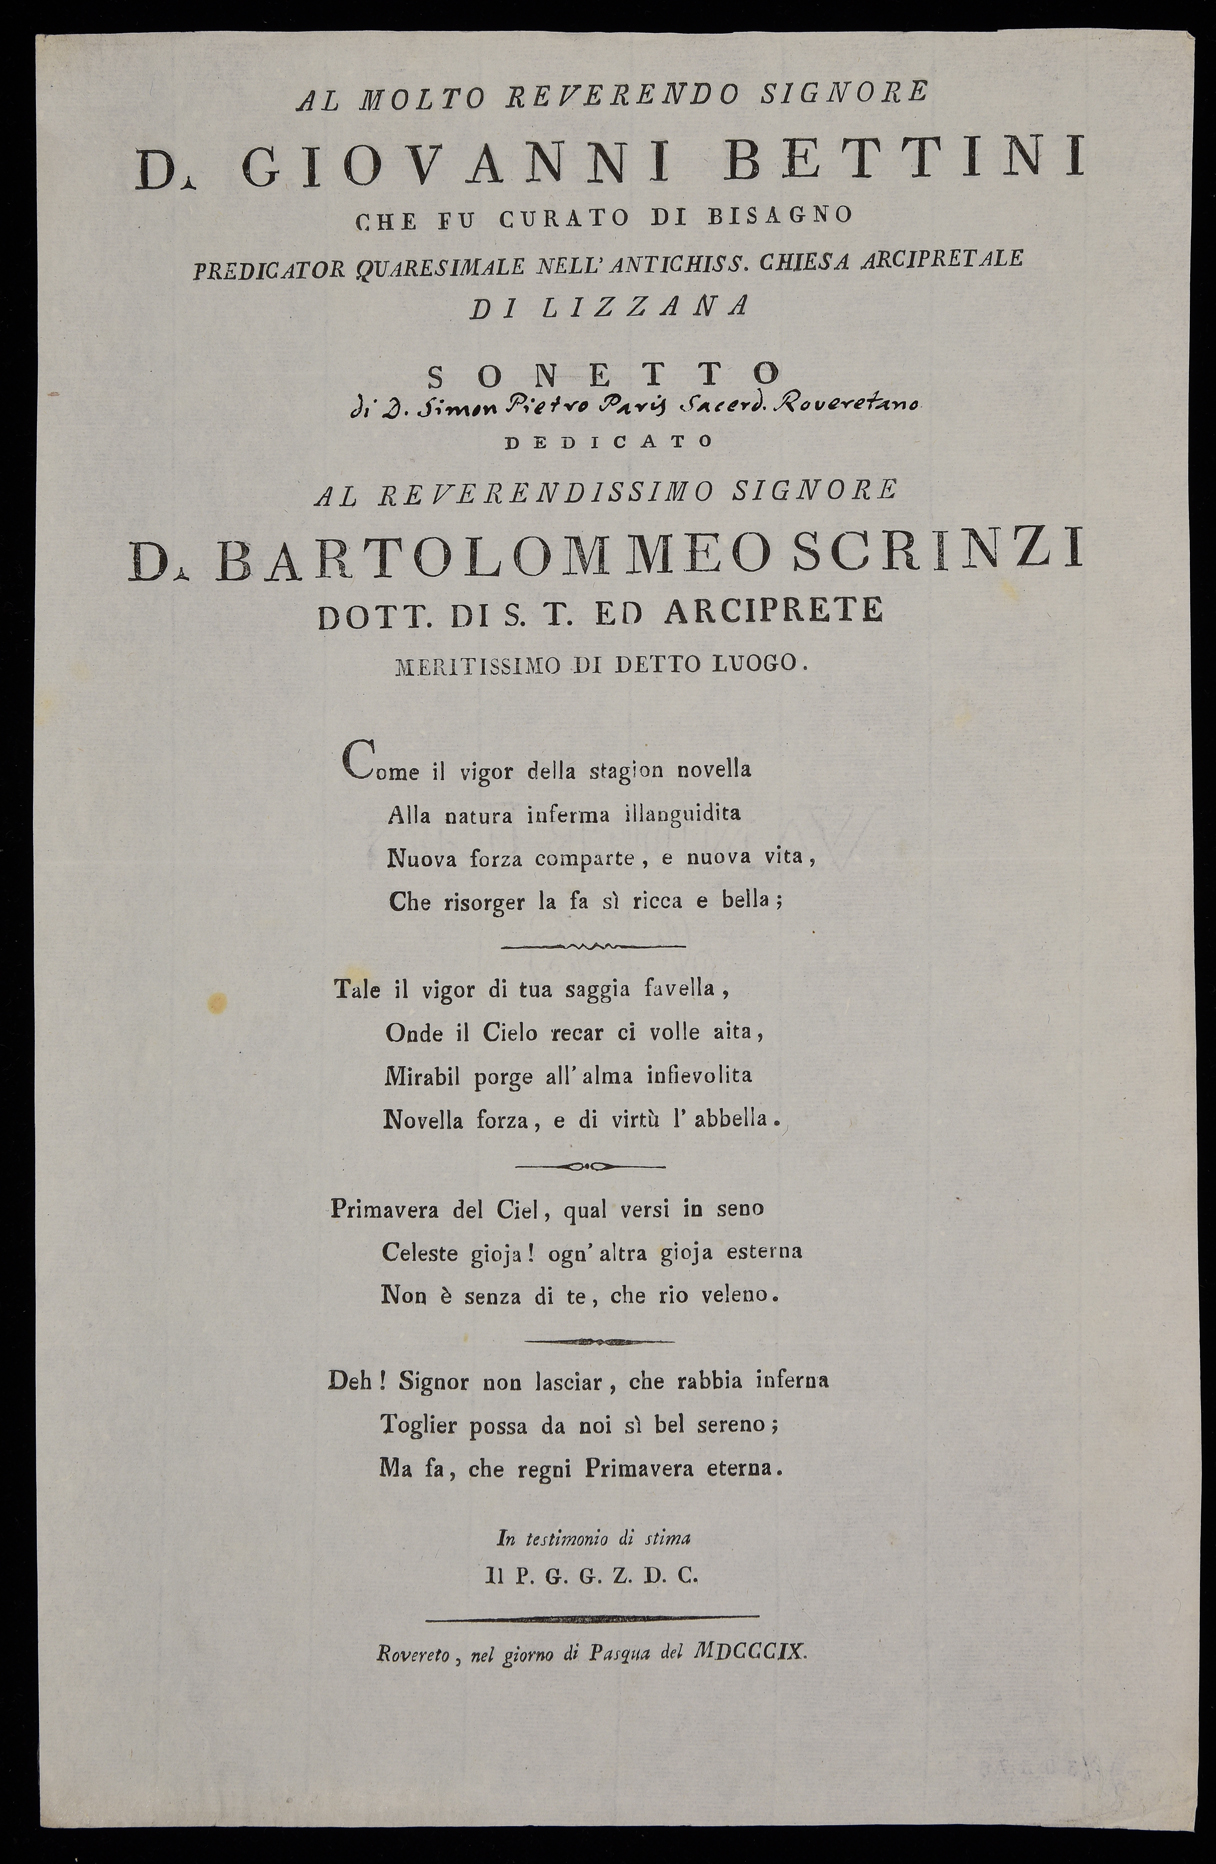 AL MOLTO REVERENDO SIGNORE
D. GIOVANNI BETTINI
CHE FU CURATO DI BISAGNO
PREDICATOR QUARESIMALE NELL' ANTICHISS. CHIESA ARCIPRETALE
DI LIZZANA
SONETTO
di D. Simon Pietro Paris Sacerd. Roveretano
DEDICATO
AL REVERENDISSIMO SIGNORE
D. BARTOLOMMEO SCRINZI
DOTT. DI S. T. ED ARCIPRETE
MERITISSIMO DI DETTO LUOGO.
Come il vigor della stagion novella
Alla natura inferma illanguidita
Nuova forza comparte, e nuova vita,
Che risorger la fa sì ricca e bella;
Tale il vigor di tua saggia favella,
Onde il Cielo recar ci volle aita,
Mirabil porge all' alma infievolita
Novella forza, e di virtù l' abbella.
Primavera del Ciel, qual versi in seno
Celeste gioja! ogn' altra gioja esterna
Non è senza di te, che rio veleno.
Deh! Signor non lasciar, che rabbia inferna
Toglier possa da noi sì bel sereno;
Ma fa, che regni Primavera eterna.
In testimonio di stima
Il P. G. G. Z. D. C.
Rovereto, nel giorno di Pasqua del MDCCCIX.